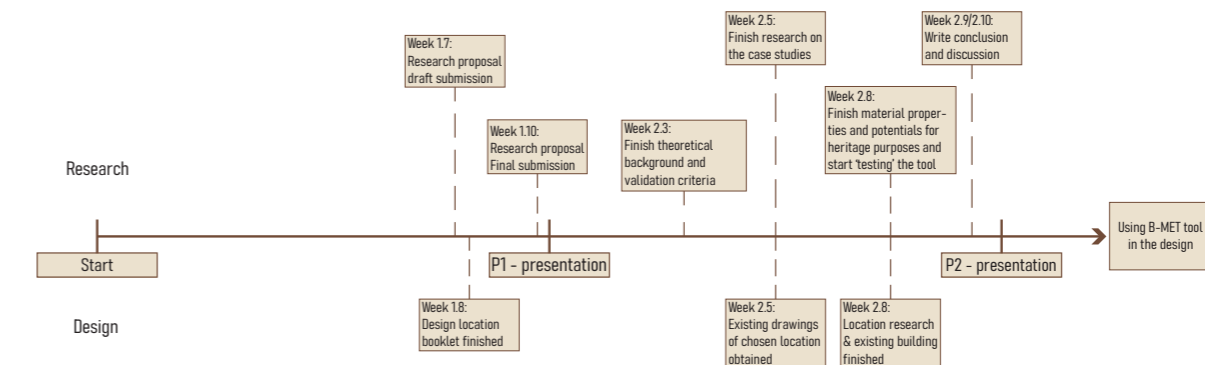 Week 1.7:
Research proposal
draft submission
Week 2.5:
Finish research on
the case studies
Week 2.9/2.10:
Write conclusion
and discussion
Week 1.10:
Research proposal
Final submission
Week 2.3:
Finish theoretical
background and
validation criteria
Week 2.8:
Finish material proper-
ties and potentials for
heritage purposes and
start 'testing' the tool
Research
Start
P1 - presentation
P2 - presentation
Using B-MET tool
in the design
Design
Week 1.8:
Design location
booklet finished
Week 2.5:
Existing drawings
of chosen location
obtained
Week 2.8:
Location research
& existing building
finished